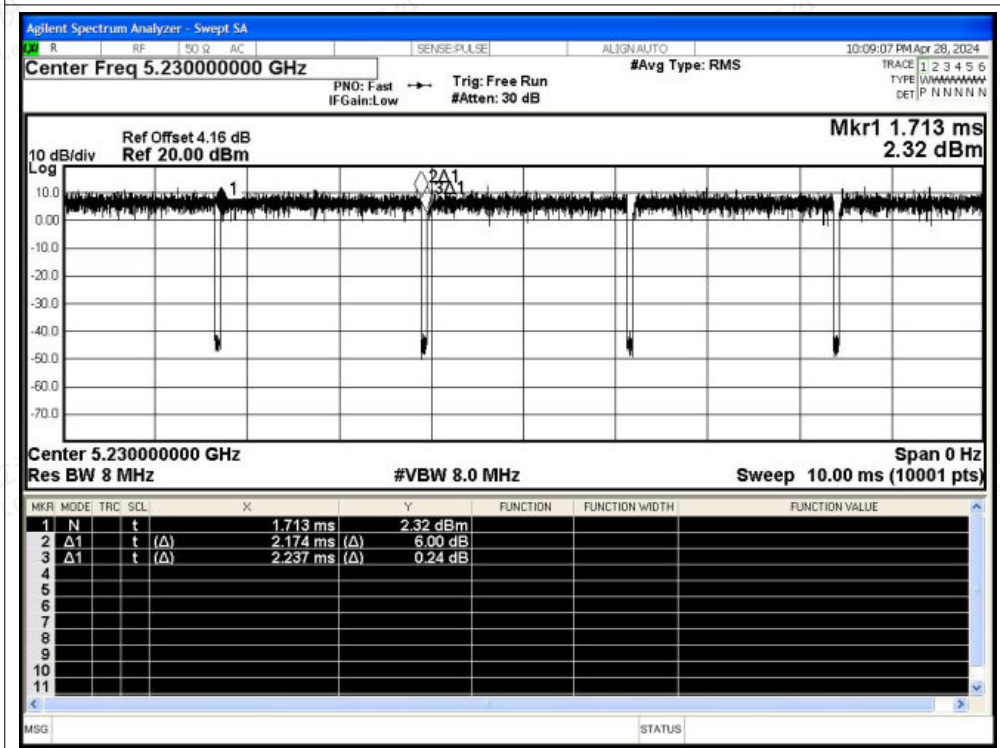 Agilent Spectrum Analyzer - Swept SA
R RF 50 Ω AC SENSE:PULSE ALIGN AUTO 10:09:07 PM Apr 28, 2024
Center Freq 5.230000000 GHz #Avg Type: RMS TRACE 1 2 3 4 5 6
PNO: Fast Trig: Free Run TYPE
IFGain:Low #Atten: 30 dB DET P N N N N N
Mkr1 1.713 ms
Ref Offset 4.16 dB
10 dB/div Ref 20.00 dBm 2.32 dBm
Log
10.0
0.00
-10.0
-20.0
-30.0
-40.0
-50.0
-60.0
-70.0
1
2Δ1
3Δ1
Center 5.230000000 GHz Span 0 Hz
Res BW 8 MHz #VBW 8.0 MHz Sweep 10.00 ms (10001 pts)
MKR MODE TRC SCL X Y FUNCTION FUNCTION WIDTH FUNCTION VALUE
1 N t 1.713 ms 2.32 dBm
2 Δ1 t (Δ) 2.174 ms (Δ) 6.00 dB
3 Δ1 t (Δ) 2.237 ms (Δ) 0.24 dB
4
5
6
7
8
9
10
11
MSG STATUS